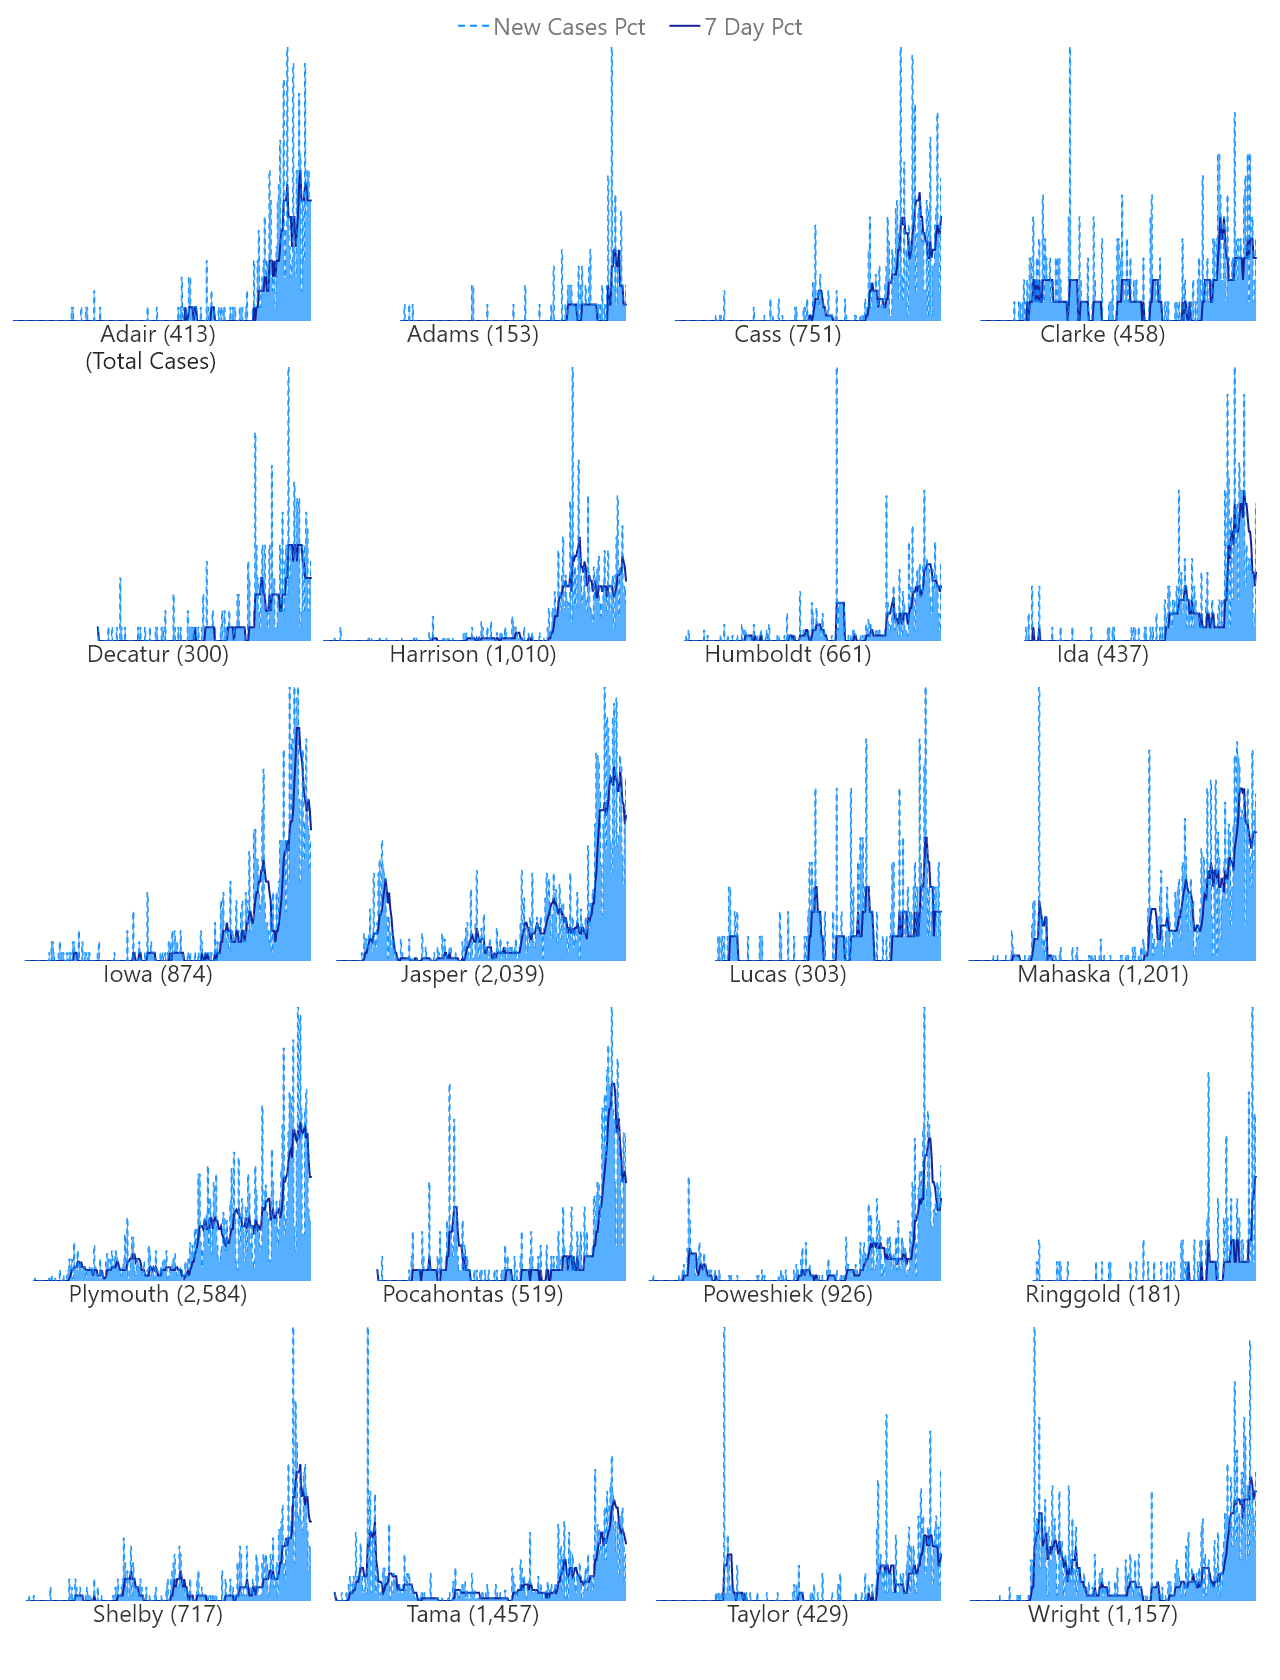 New Cases Pct 7 Day Pct
Adair (413) Adams (153) Cass (751) Clarke (458)
(Total Cases)
Decatur (300) Harrison (1,010) Humboldt (661) Ida (437)
Iowa (874) Jasper (2,039) Lucas (303) Mahaska (1,201)
Plymouth (2,584) Pocahontas (519) Poweshiek (926) Ringgold (181)
Shelby (717) Tama (1,457) Taylor (429) Wright (1,157)